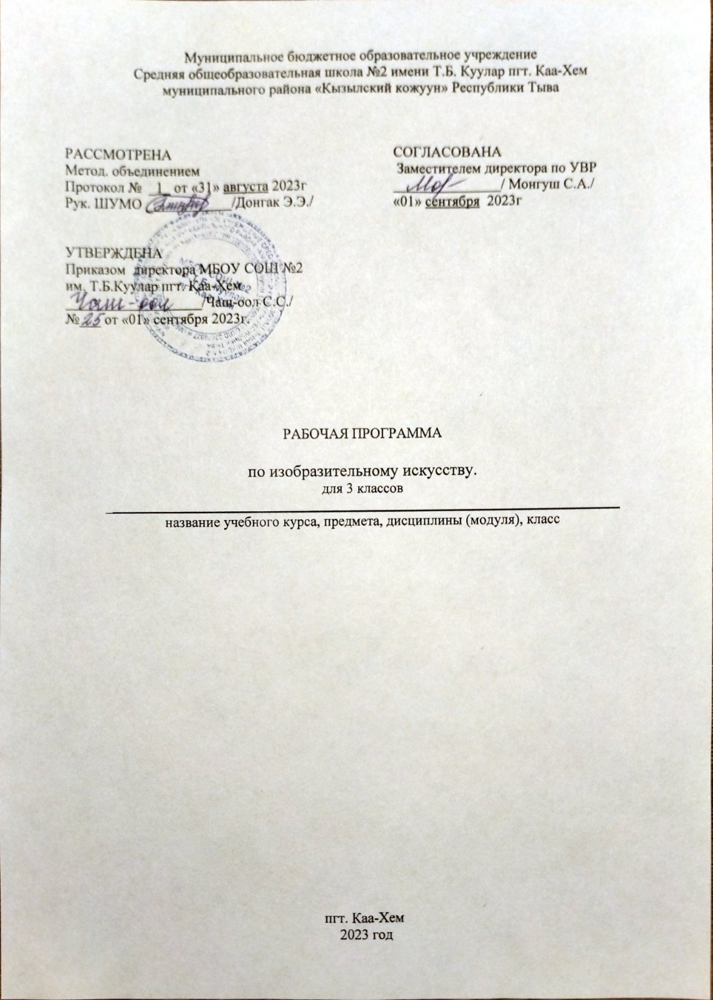 Муниципальное бюджетное образовательное учреждение
Средняя общеобразовательная школа №2 имени Т.Б. Куулар пгт. Каа-Хем
муниципального района «Кызылский кожуун» Республики Тыва
РАССМОТРЕНА
Метод. объединением
Протокол № 1 от «31» августа 2023г
Рук. ШУМО /Донгак Э.Э./
СОГЛАСОВАНА
Заместителем директора по УВР
/ Монгуш С.А./
«01» сентября 2023г
УТВЕРЖДЕНА
Приказом директора МБОУ СОШ №2
им. Т.Б.Куулар пгт. Каа-Хем
Чаш-оол /Чаш-оол С.С./
№ 25 от «01» сентября 2023г.
РАБОЧАЯ ПРОГРАММА
по изобразительному искусству.
для 3 классов
название учебного курса, предмета, дисциплины (модуля), класс
пгт. Каа-Хем
2023 год